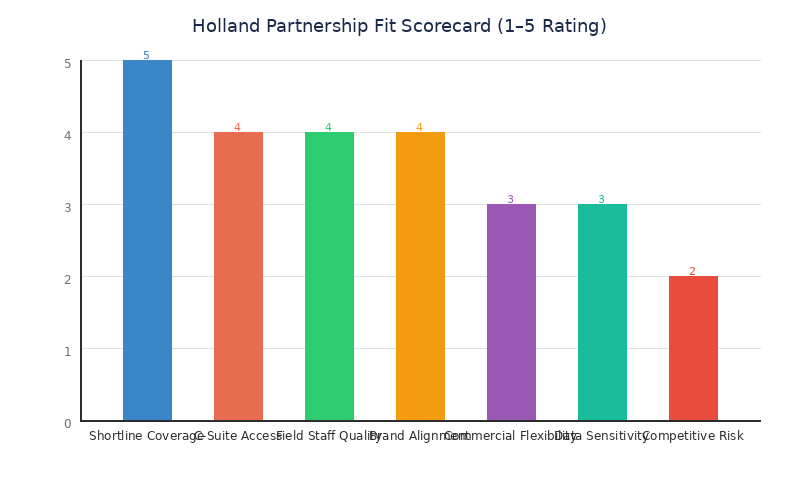 Holland Partnership Fit Scorecard (1–5 Rating)
5
4
3
2
1
0
5
4
4
4
3
3
2
Shortline Coverage
C-Suite Access
Field Staff Quality
Brand Alignment
Commercial Flexibility
Data Sensitivity
Competitive Risk